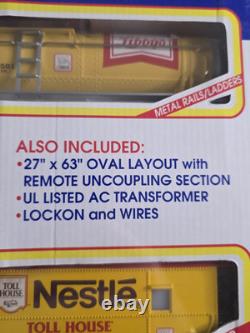 METAL RAILS/LADDERS
ALSO INCLUDED:
• 27" x 63" OVAL LAYOUT with
REMOTE UNCOUPLING SECTION
• UL LISTED AC TRANSFORMER
• LOCKON and WIRES
TOLL
HOUSE
Nestlé
TOLL HOUSE